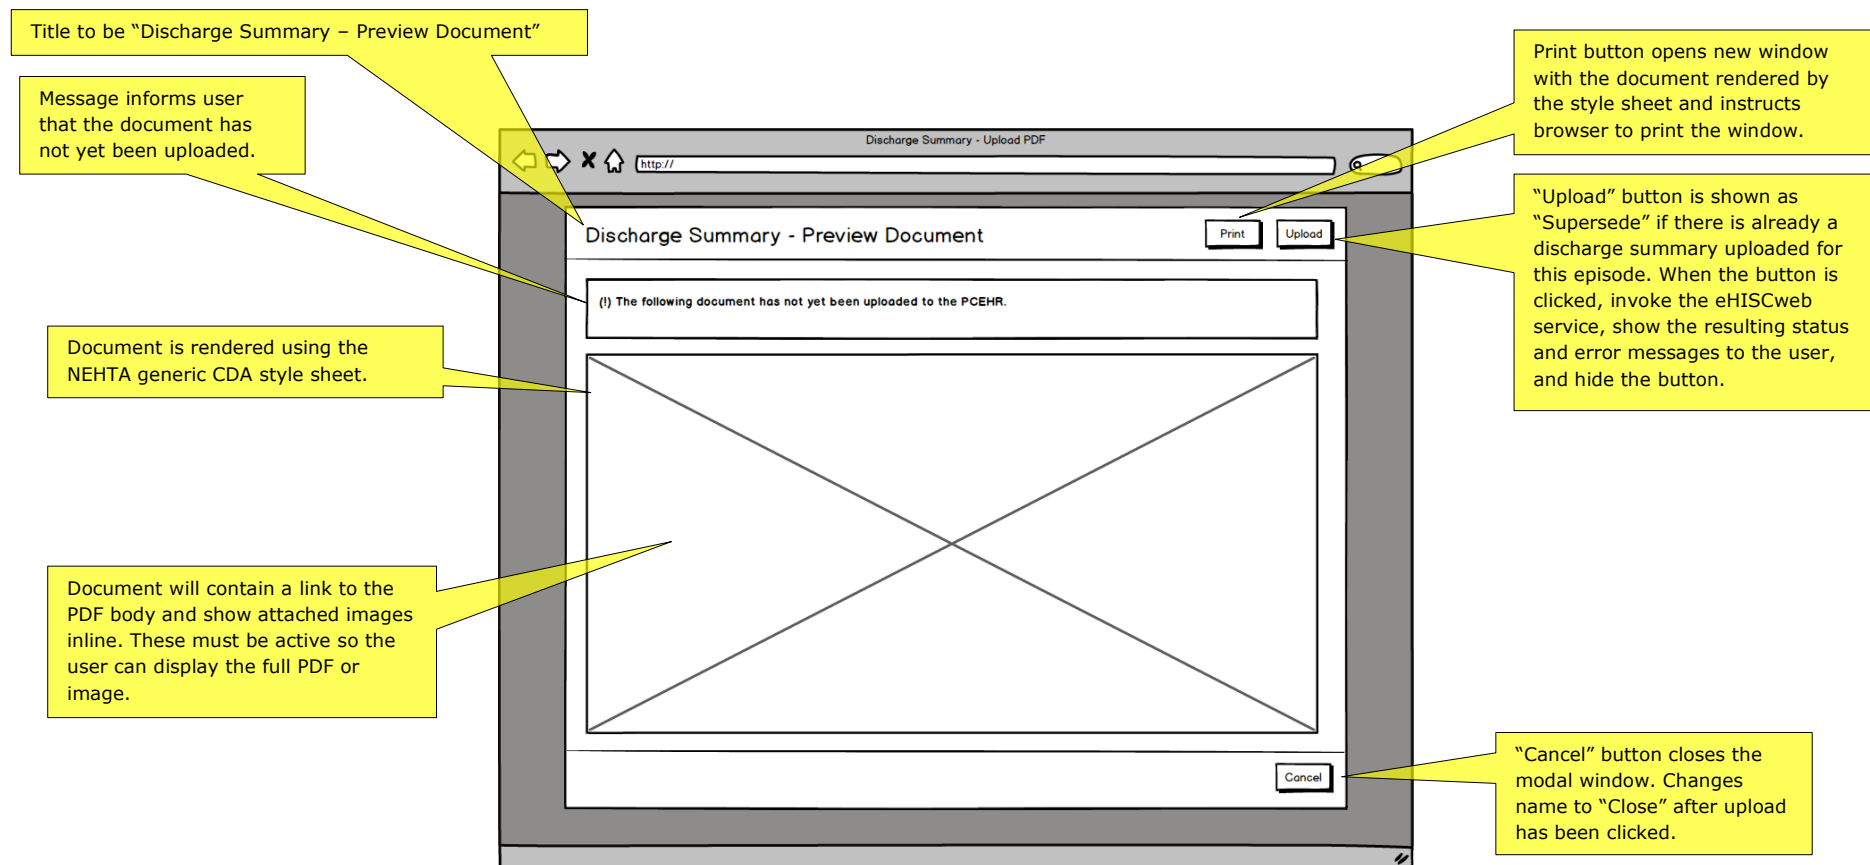 Title to be “Discharge Summary – Preview Document”
Message informs user
that the document has
not yet been uploaded.
Print button opens new window
with the document rendered by
the style sheet and instructs
browser to print the window.
Discharge Summary - Upload PDF
http://
“Upload” button is shown as
“Supersede” if there is already a
discharge summary uploaded for
this episode. When the button is
clicked, invoke the eHISCweb
service, show the resulting status
and error messages to the user,
and hide the button.
Discharge Summary - Preview Document
Print
Upload
(!) The following document has not yet been uploaded to the PCEHR.
Document is rendered using the
NEHTA generic CDA style sheet.
Document will contain a link to the
PDF body and show attached images
inline. These must be active so the
user can display the full PDF or
image.
Cancel
“Cancel” button closes the
modal window. Changes
name to “Close” after upload
has been clicked.